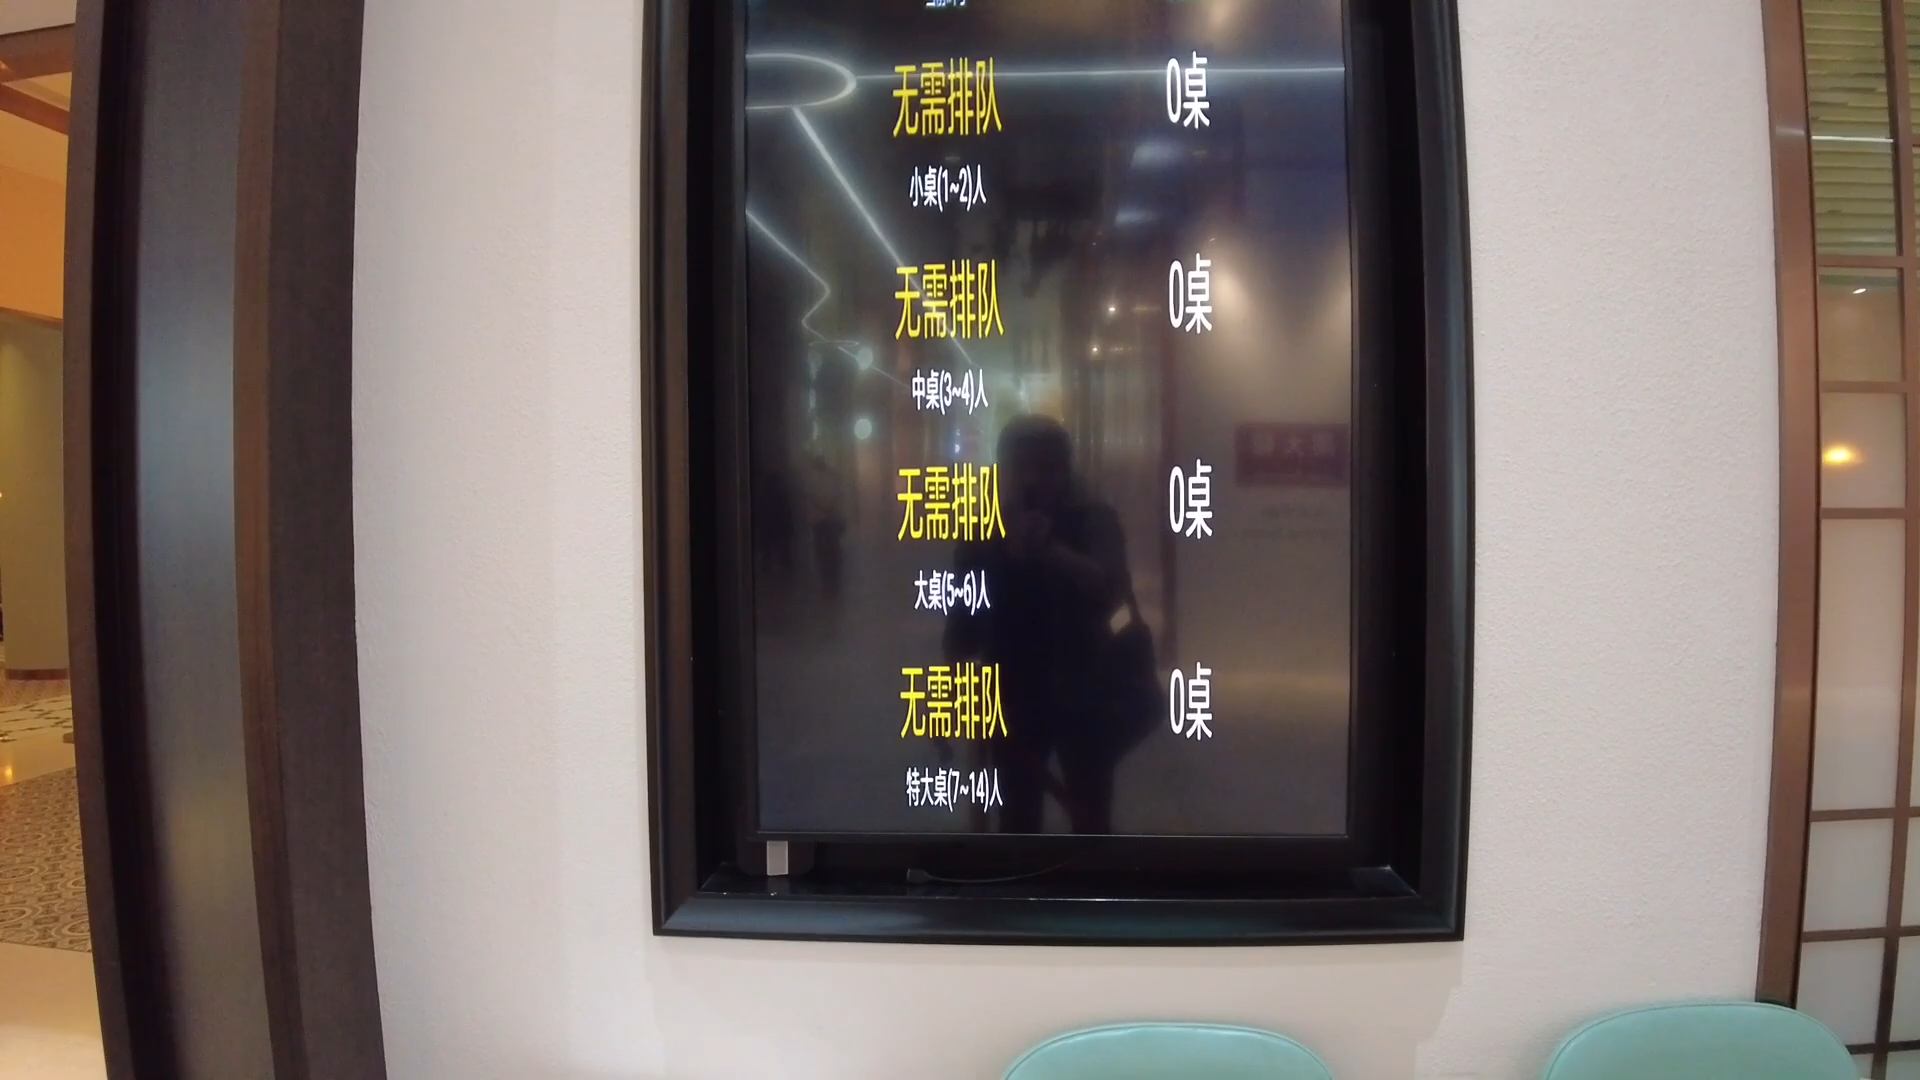 无需排队 0桌
小桌(1~2)人
无需排队 0桌
中桌(3~4)人
无需排队 0桌
大桌(5~6)人
无需排队 0桌
特大桌(7~14)人